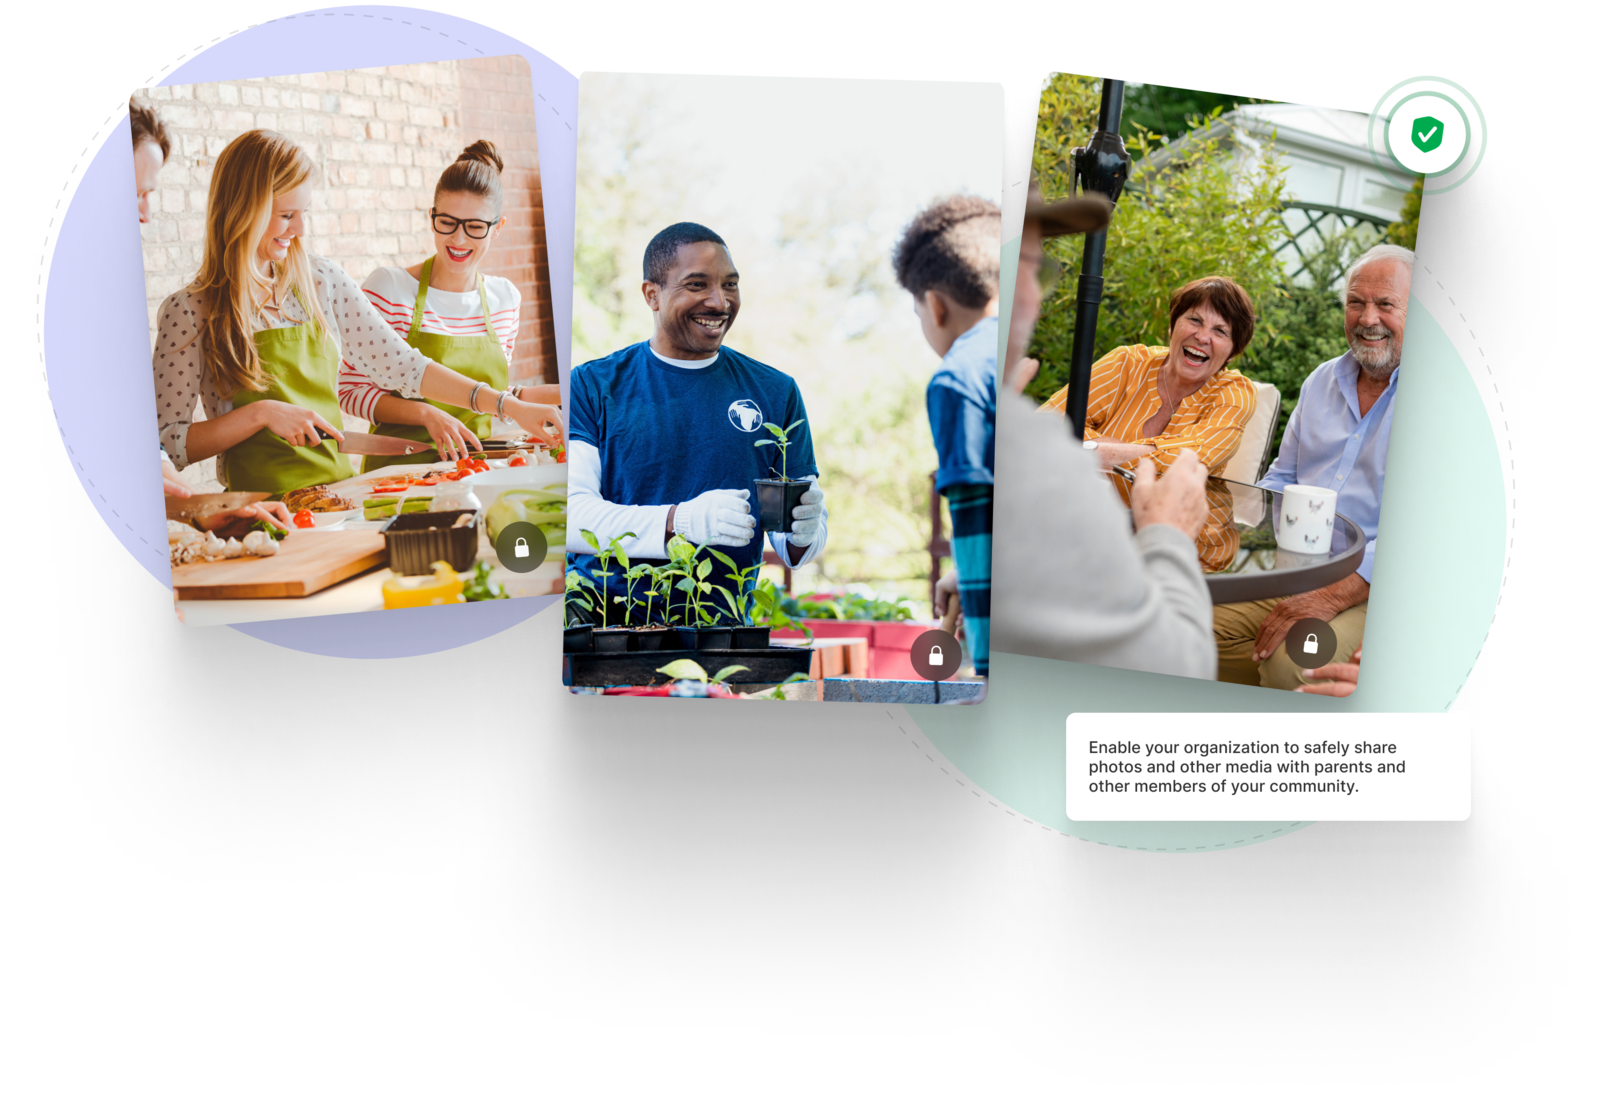 Enable your organization to safely share
photos and other media with parents and
other members of your community.